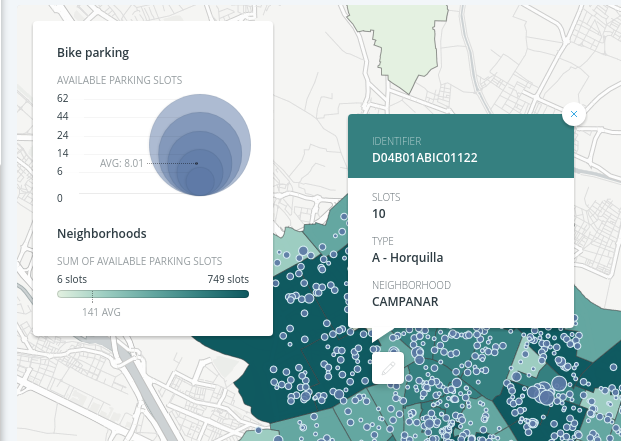 Bike parking
AVAILABLE PARKING SLOTS
62
44
24
14
AVG: 8.01
6
0
Neighborhoods
SUM OF AVAILABLE PARKING SLOTS
6 slots 749 slots
141 AVG
IDENTIFIER
D04B01ABIC01122
SLOTS
10
TYPE
A - Horquilla
NEIGHBORHOOD
CAMPANAR